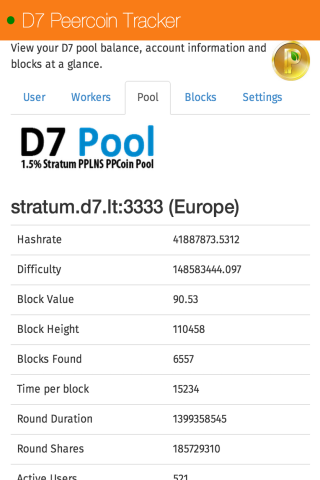 D7 Peercoin Tracker
View your D7 pool balance, account information and
blocks at a glance.
P
User Workers Pool Blocks Settings
D7 Pool
1.5% Stratum PPLNS PPCoin Pool
stratum.d7.lt:3333 (Europe)
Hashrate 41887873.5312
Difficulty 148583444.097
Block Value 90.53
Block Height 110458
Blocks Found 6557
Time per block 15234
Round Duration 1399358545
Round Shares 185729310
Active Users 521